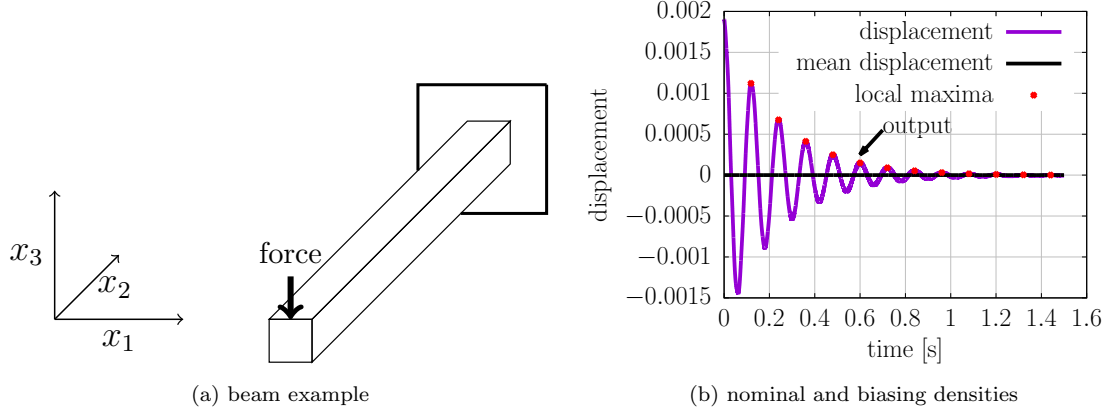 x3
x2
x1
force
(a) beam example
0.002
0.0015
0.001
0.0005
0
−0.0005
−0.001
−0.0015
displacement
displacement
mean displacement
local maxima
output
0 0.2 0.4 0.6 0.8 1 1.2 1.4 1.6
time [s]
(b) nominal and biasing densities